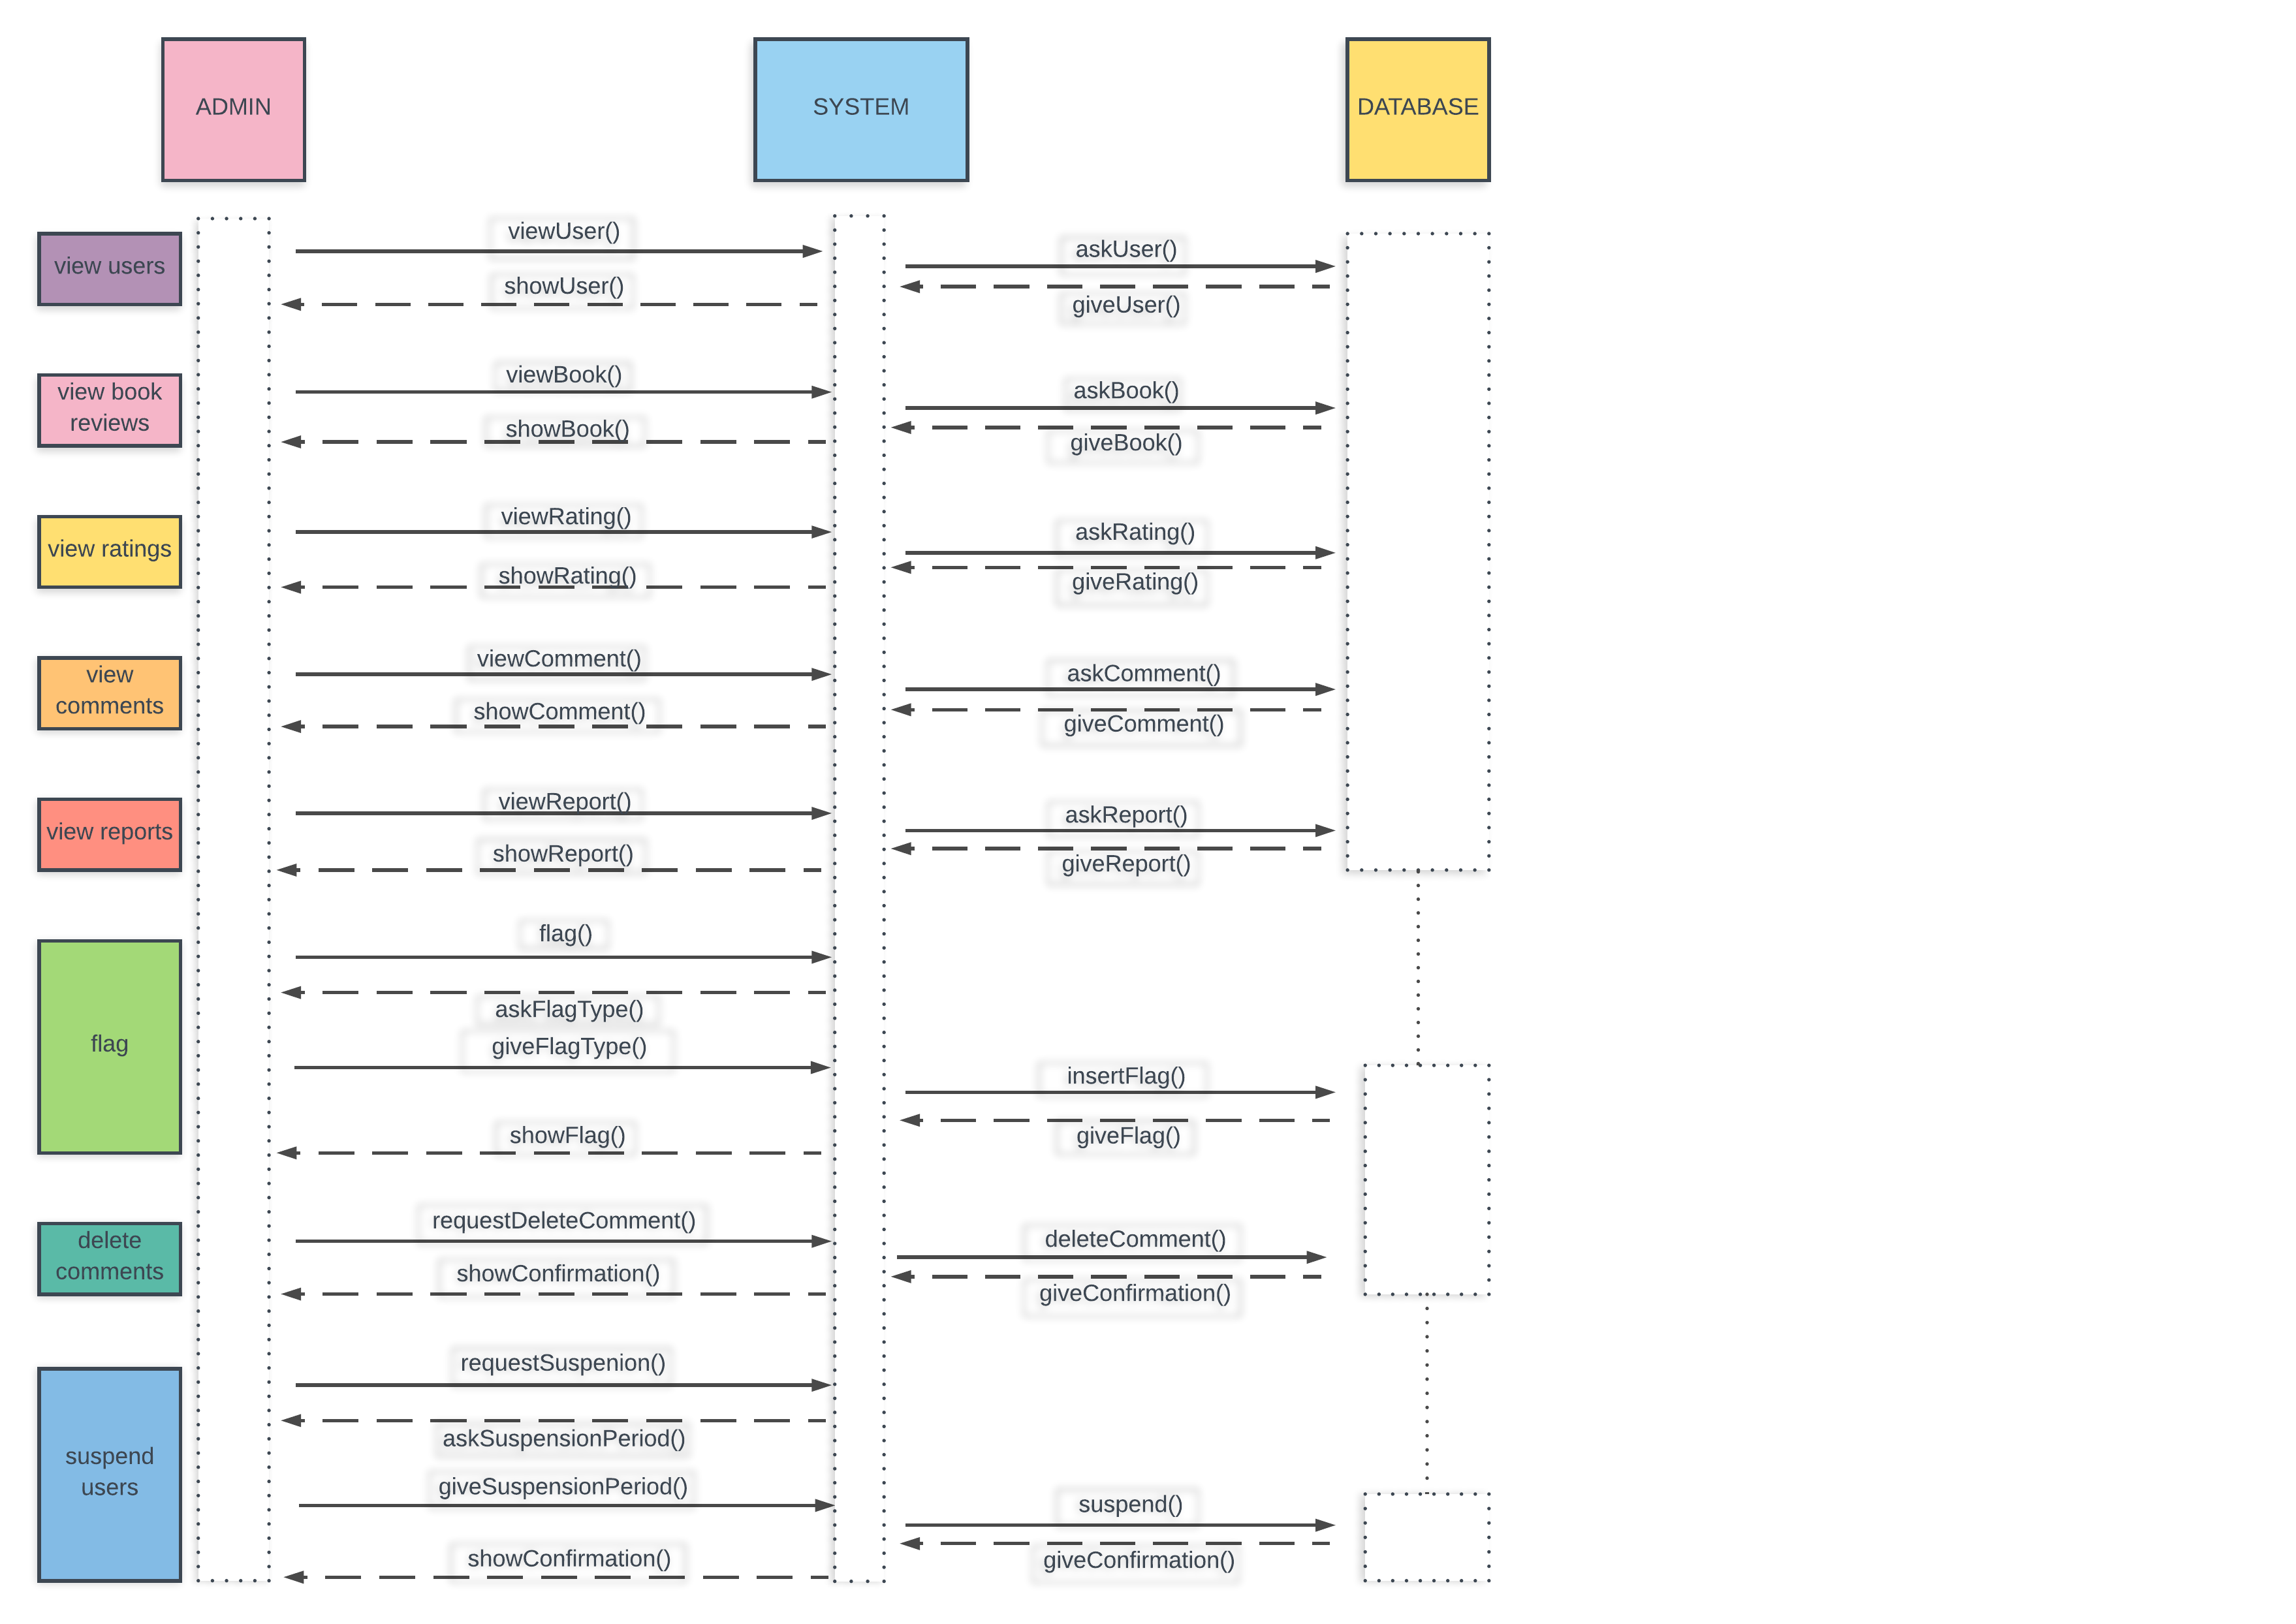 ADMIN
SYSTEM
DATABASE
view users
viewUser()
askUser()
showUser()
giveUser()
view book
reviews
viewBook()
askBook()
showBook()
giveBook()
view ratings
viewRating()
askRating()
showRating()
giveRating()
view
comments
viewComment()
askComment()
showComment()
giveComment()
view reports
viewReport()
askReport()
showReport()
giveReport()
flag
flag()
askFlagType()
giveFlagType()
insertFlag()
showFlag()
giveFlag()
delete
comments
requestDeleteComment()
deleteComment()
showConfirmation()
giveConfirmation()
suspend
users
requestSuspenion()
askSuspensionPeriod()
giveSuspensionPeriod()
suspend()
showConfirmation()
giveConfirmation()